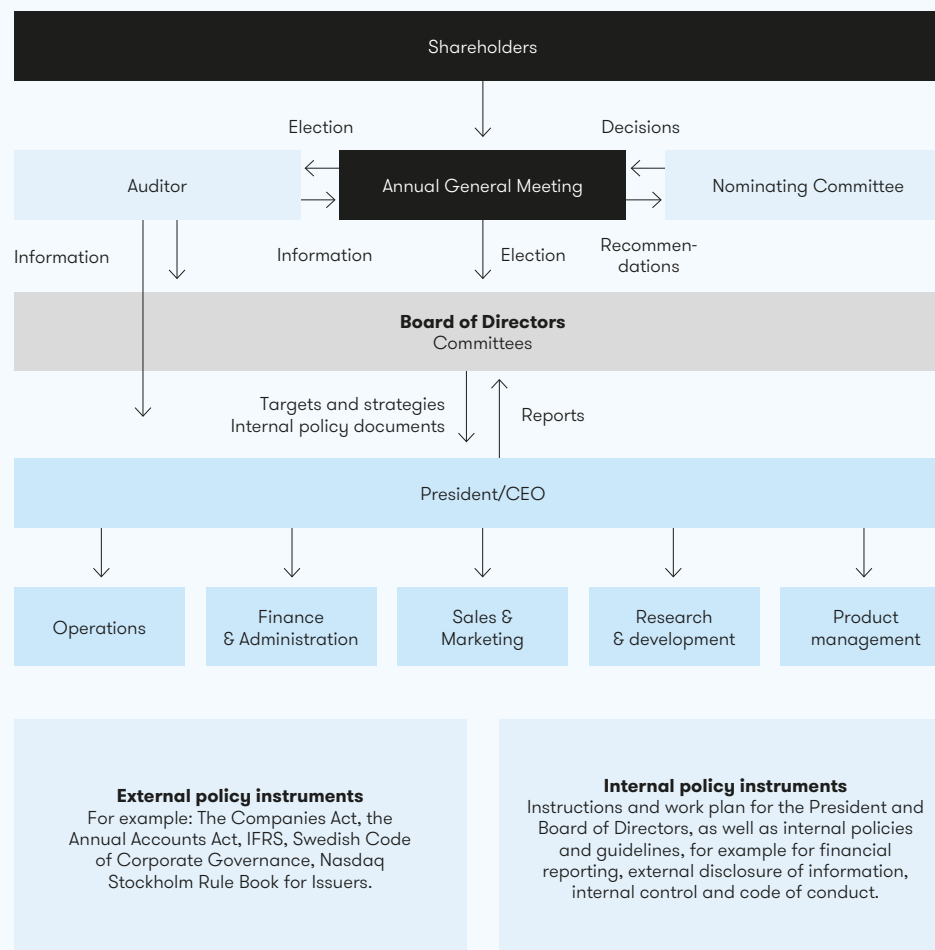 Shareholders
Election
Decisions
Auditor
Annual General Meeting
Nominating Committee
Information
Information
Election
Recommen-
dations
Board of Directors
Committees
Targets and strategies
Internal policy documents
Reports
President/CEO
Operations
Finance
& Administration
Sales &
Marketing
Research
& development
Product
management
External policy instruments
For example: The Companies Act, the
Annual Accounts Act, IFRS, Swedish Code
of Corporate Governance, Nasdaq
Stockholm Rule Book for Issuers.
Internal policy instruments
Instructions and work plan for the President and
Board of Directors, as well as internal policies
and guidelines, for example for financial
reporting, external disclosure of information,
internal control and code of conduct.